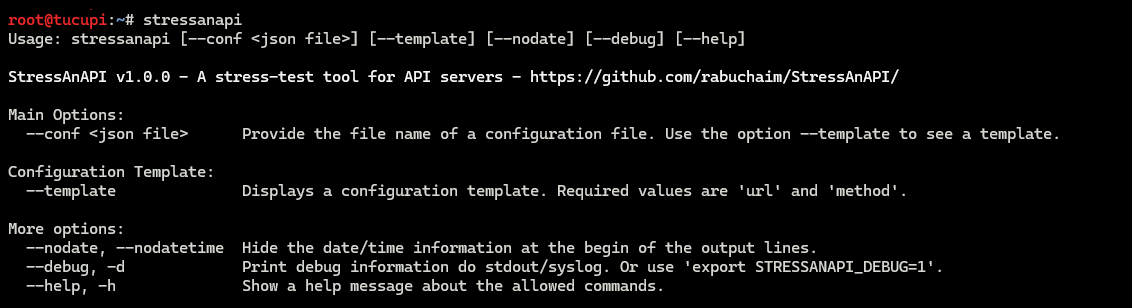 root@tucupi:~# stressanapi
Usage: stressanapi [--conf <json file>] [--template] [--nodate] [--debug] [--help]
StressAnAPI v1.0.0 - A stress-test tool for API servers - https://github.com/rabuchaim/StressAnAPI/
Main Options:
--conf <json file> Provide the file name of a configuration file. Use the option --template to see a template.
Configuration Template:
--template Displays a configuration template. Required values are 'url' and 'method'.
More options:
--nodate, --nodatetime Hide the date/time information at the begin of the output lines.
--debug, -d Print debug information do stdout/syslog. Or use 'export STRESSANAPI_DEBUG=1'.
--help, -h Show a help message about the allowed commands.